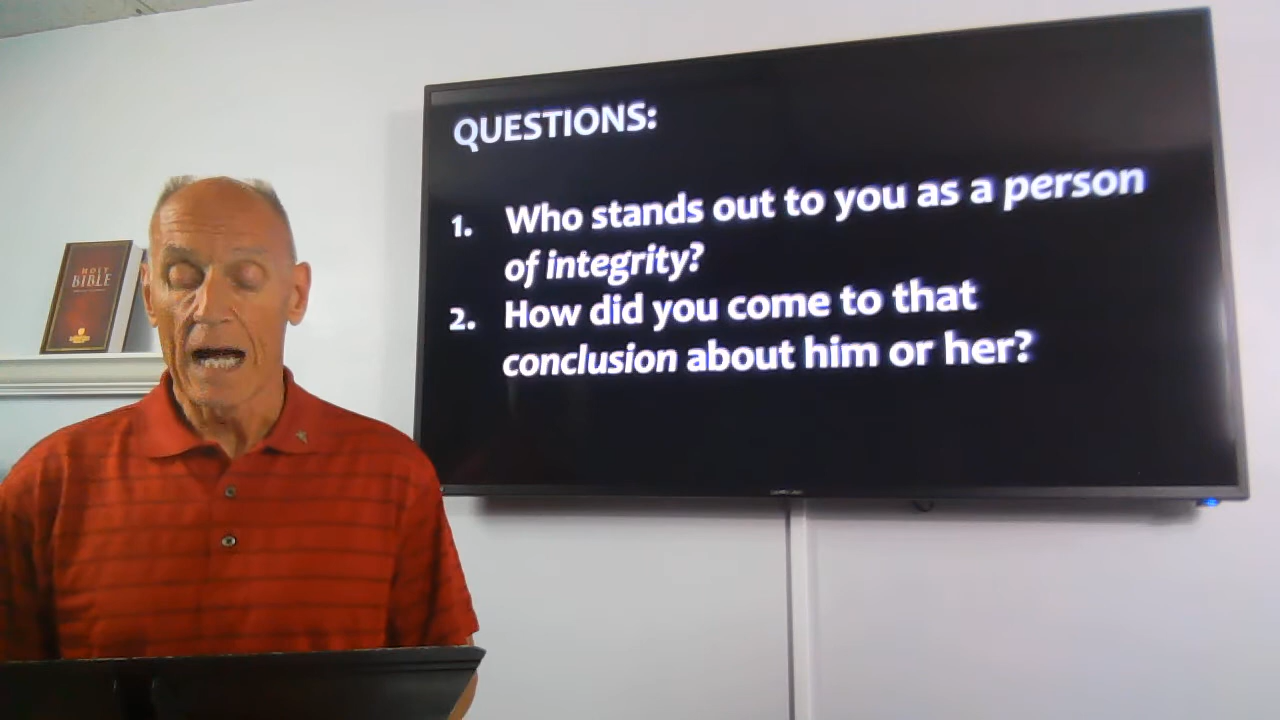 HOLY
BIBLE
QUESTIONS:
1. Who stands out to you as a person
of integrity?
2. How did you come to that
conclusion about him or her?